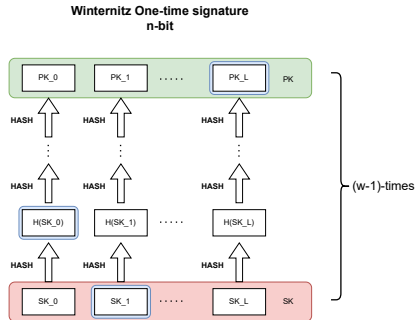 Winternitz One-time signature
n-bit
PK_0 PK_1 ..... PK_L PK
HASH HASH HASH
HASH HASH HASH
H(SK_0) H(SK_1) ..... H(SK_L)
(w-1)-times
HASH HASH HASH
SK_0 SK_1 ..... SK_L SK